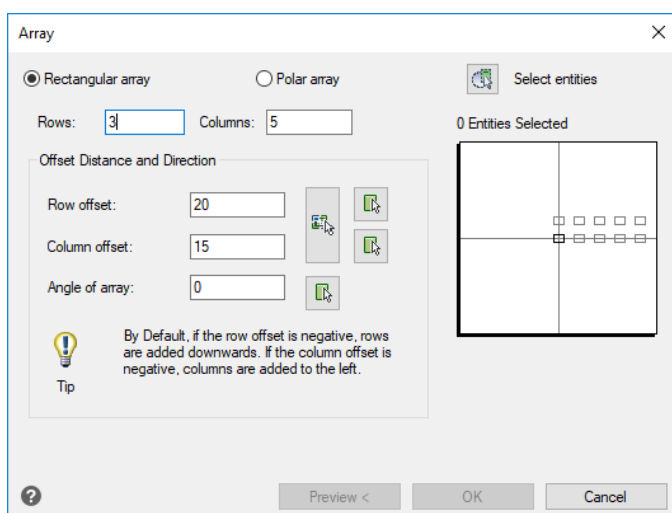 Array
Rectangular array Polar array Select entities
Rows: 3 Columns: 5 0 Entities Selected
Offset Distance and Direction
Row offset: 20
Column offset: 15
Angle of array: 0
By Default, if the row offset is negative, rows
are added downwards. If the column offset is
negative, columns are added to the left.
Tip
? Preview < OK Cancel